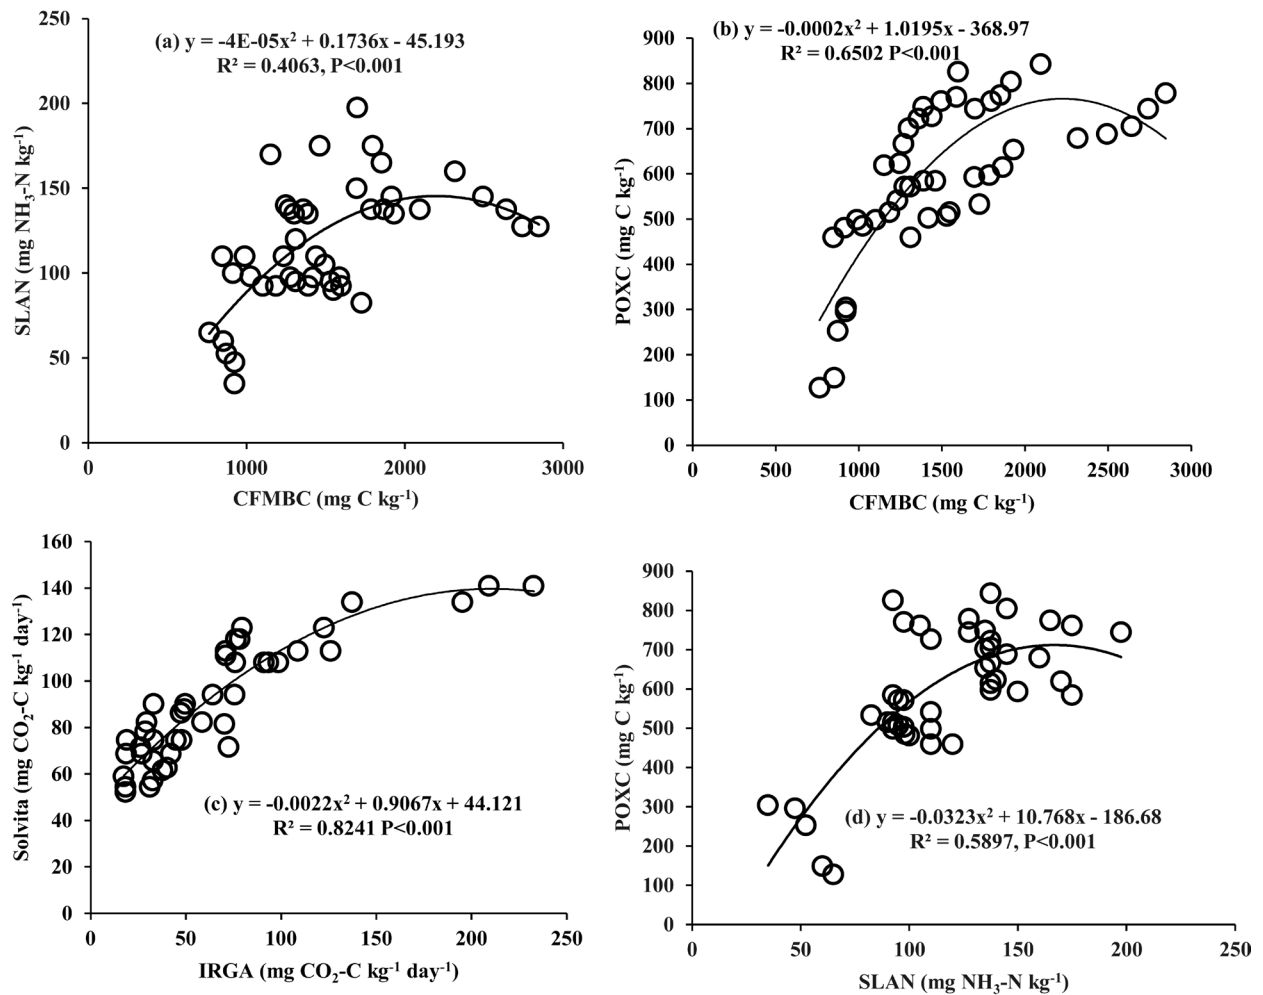 (a) y = -4E-05x² + 0.1736x - 45.193
R² = 0.4063, P<0.001
SLAN (mg NH₃-N kg⁻¹)
250
200
150
100
50
0
0 1000 2000 3000
CFMBC (mg C kg⁻¹)
(b) y = -0.0002x² + 1.0195x - 368.97
R² = 0.6502 P<0.001
POXC (mg C kg⁻¹)
900
800
700
600
500
400
300
200
100
0
0 500 1000 1500 2000 2500 3000
CFMBC (mg C kg⁻¹)
Solvita (mg CO₂-C kg⁻¹ day⁻¹)
160
140
120
100
80
60
40
20
0
(c) y = -0.0022x² + 0.9067x + 44.121
R² = 0.8241 P<0.001
0 50 100 150 200 250
IRGA (mg CO₂-C kg⁻¹ day⁻¹)
POXC (mg C kg⁻¹)
900
800
700
600
500
400
300
200
100
0
(d) y = -0.0323x² + 10.768x - 186.68
R² = 0.5897, P<0.001
0 50 100 150 200 250
SLAN (mg NH₃-N kg⁻¹)